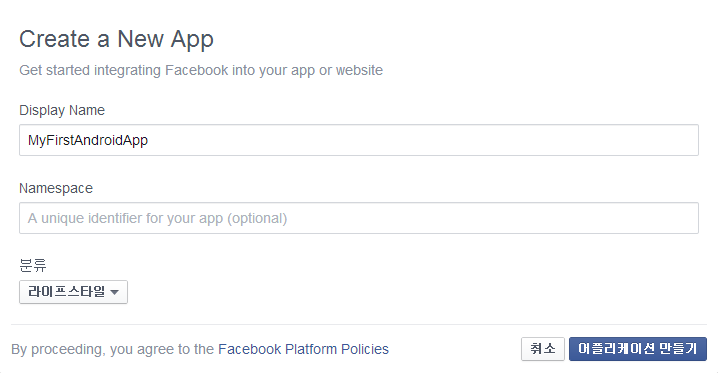 Create a New App
Get started integrating Facebook into your app or website
Display Name
MyFirstAndroidApp
Namespace
A unique identifier for your app (optional)
분류
라이프스타일
By proceeding, you agree to the Facebook Platform Policies
취소
어플리케이션 만들기